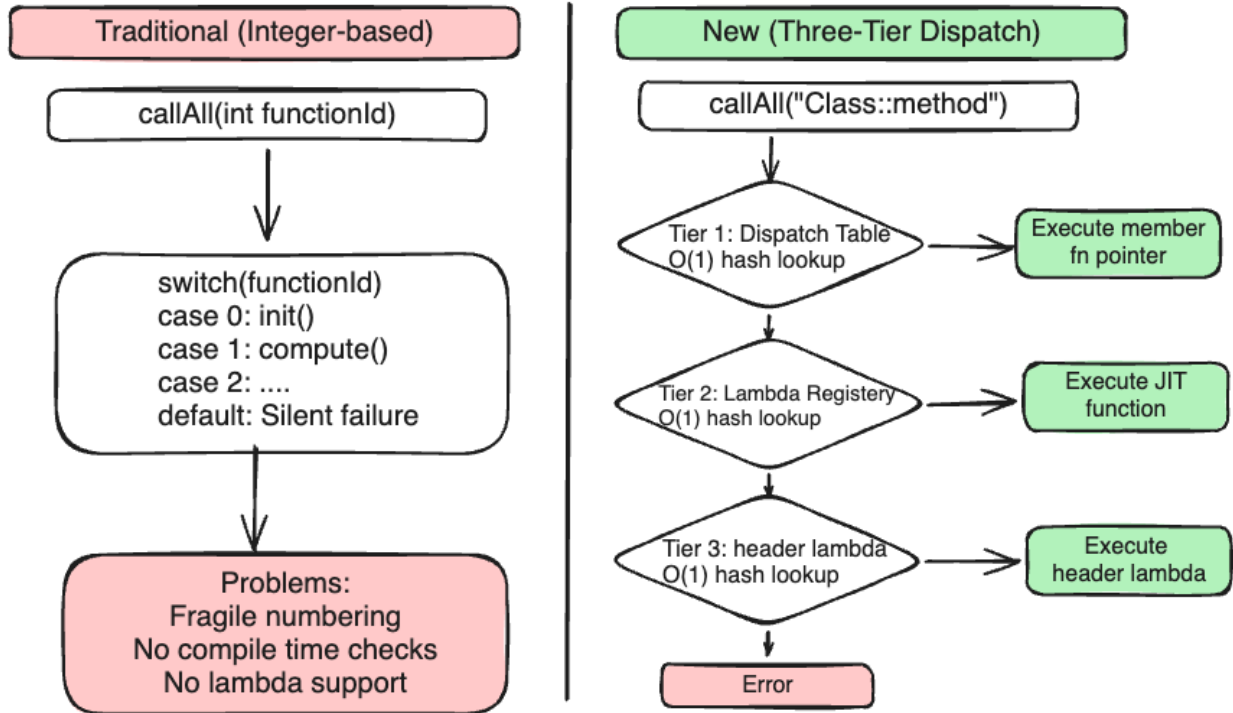 Traditional (Integer-based)
callAll(int functionId)
switch(functionId)
case 0: init()
case 1: compute()
case 2: ....
default: Silent failure
Problems:
Fragile numbering
No compile time checks
No lambda support
New (Three-Tier Dispatch)
callAll("Class::method")
Tier 1: Dispatch Table
O(1) hash lookup
Execute member
fn pointer
Tier 2: Lambda Registery
O(1) hash lookup
Execute JIT
function
Tier 3: header lambda
O(1) hash lookup
Execute
header lambda
Error